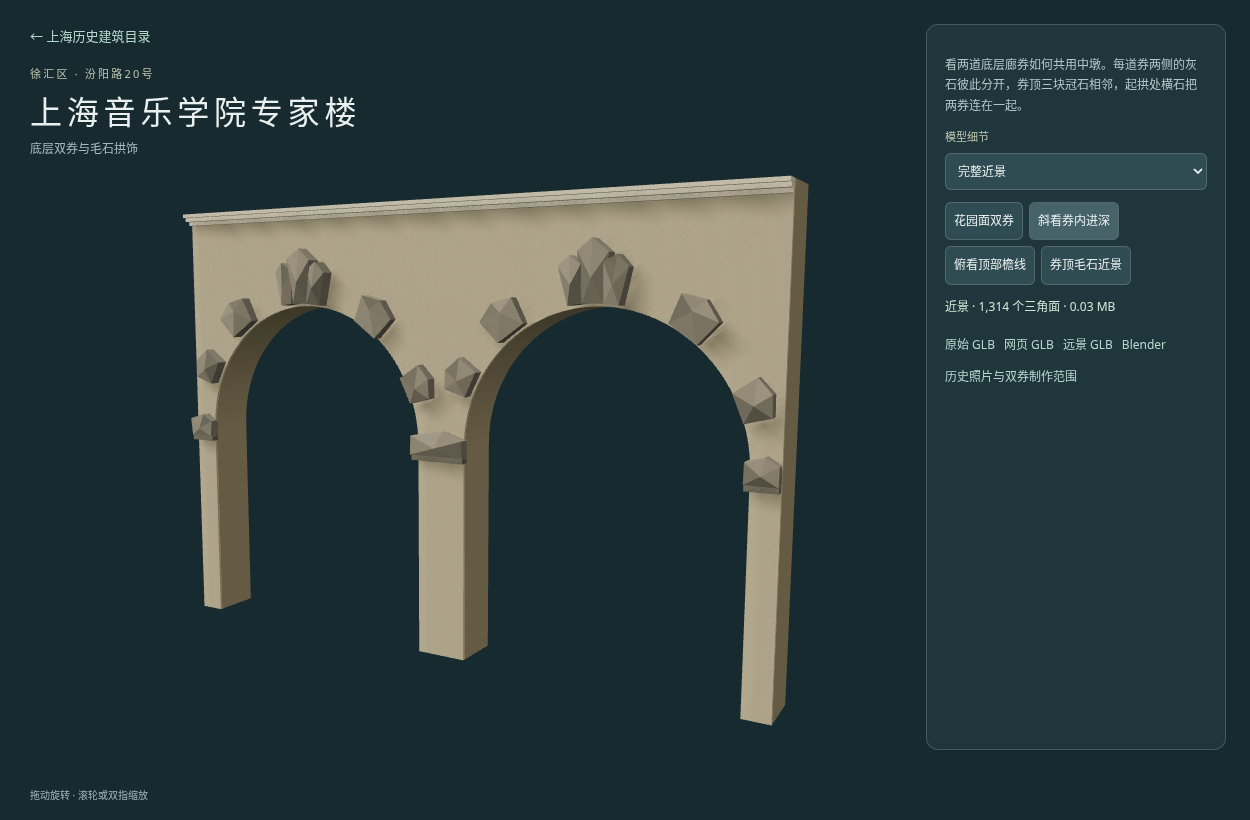 ← 上海历史建筑目录
徐汇区 · 汾阳路20号
上海音乐学院专家楼
底层双券与毛石拱饰
看两道底层廊券如何共用中墩。每道券两侧的灰
石彼此分开，券顶三块冠石相邻，起拱处横石把
两券连在一起。
模型细节
完整近景
花园面双券
斜看券内进深
俯看顶部檐线
券顶毛石近景
近景 · 1,314 个三角面 · 0.03 MB
原始 GLB 网页 GLB 远景 GLB Blender
历史照片与双券制作范围
拖动旋转 · 滚轮或双指缩放